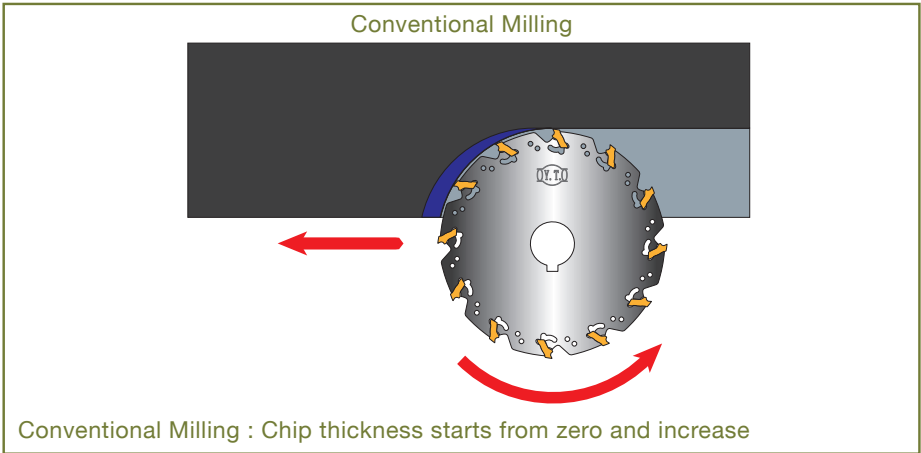 Conventional Milling
Y.T.
Conventional Milling : Chip thickness starts from zero and increase